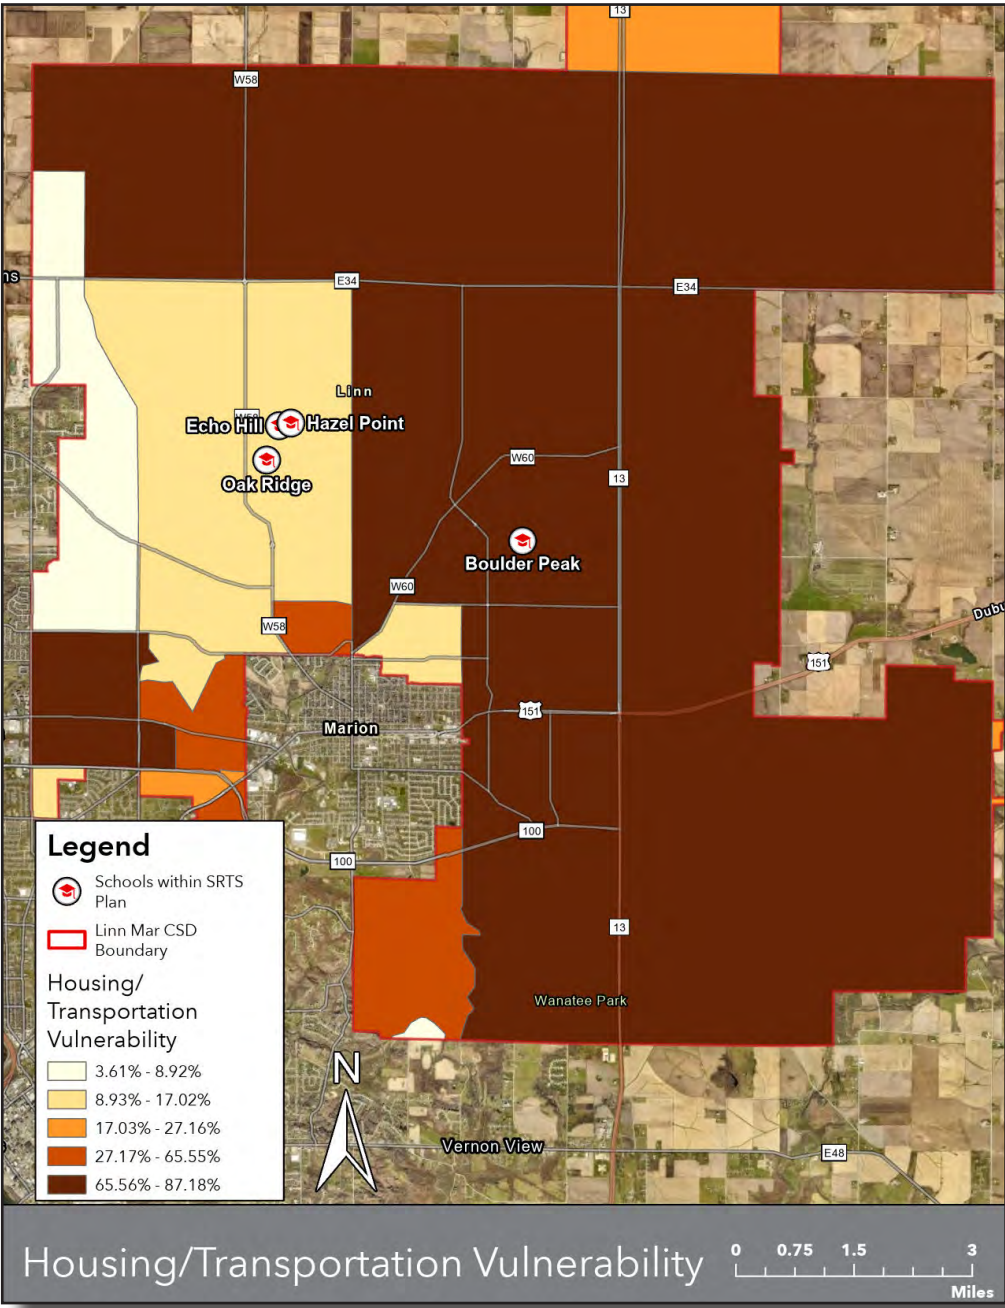 13
W58
ns
E34
E34
Linn
W58
Echo Hill
Hazel Point
W60
Oak Ridge
13
Boulder Peak
W60
Dubu
W58
151
151
Marion
100
100
13
Wanatee Park
Vernon View
E48
Legend
Schools within SRTS
Plan
Linn Mar CSD
Boundary
Housing/
Transportation
Vulnerability
3.61% - 8.92%
8.93% - 17.02%
17.03% - 27.16%
27.17% - 65.55%
65.56% - 87.18%
N
Housing/Transportation Vulnerability
0 0.75 1.5 3
Miles